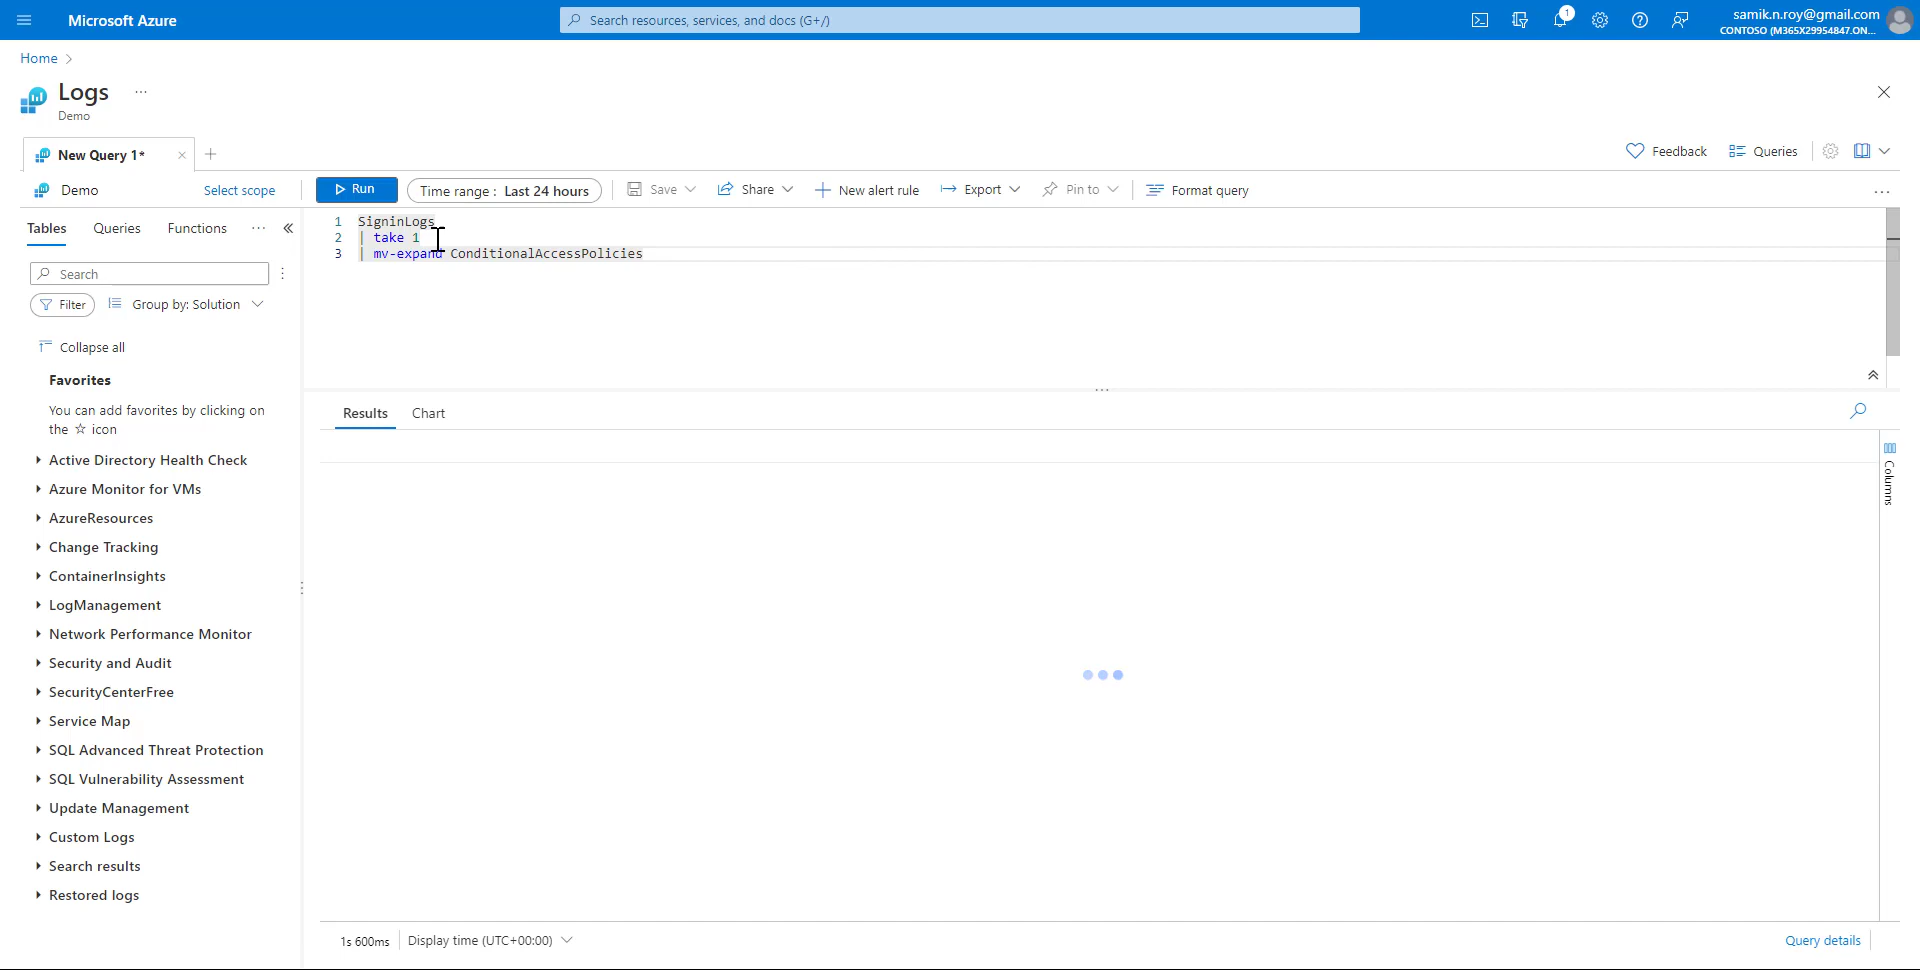 Microsoft Azure
Search resources, services, and docs (G+/)
1
samik.n.roy@gmail.com
CONTOSO (M365X29954847.ON...
Home
Logs ...
Demo
New Query 1*
Feedback
Queries
Demo
Select scope
Run
Time range : Last 24 hours
Save
Share
New alert rule
Export
Pin to
Format query
...
Tables
Queries
Functions
...
1 SigninLogs
2 | take 1
3 | mv-expand ConditionalAccessPolicies
Search
Filter
Group by: Solution
Collapse all
Favorites
You can add favorites by clicking on
the ☆ icon
Active Directory Health Check
Azure Monitor for VMs
AzureResources
Change Tracking
ContainerInsights
LogManagement
Network Performance Monitor
Security and Audit
SecurityCenterFree
Service Map
SQL Advanced Threat Protection
SQL Vulnerability Assessment
Update Management
Custom Logs
Search results
Restored logs
Results
Chart
Columns
1s 600ms
Display time (UTC+00:00)
Query details